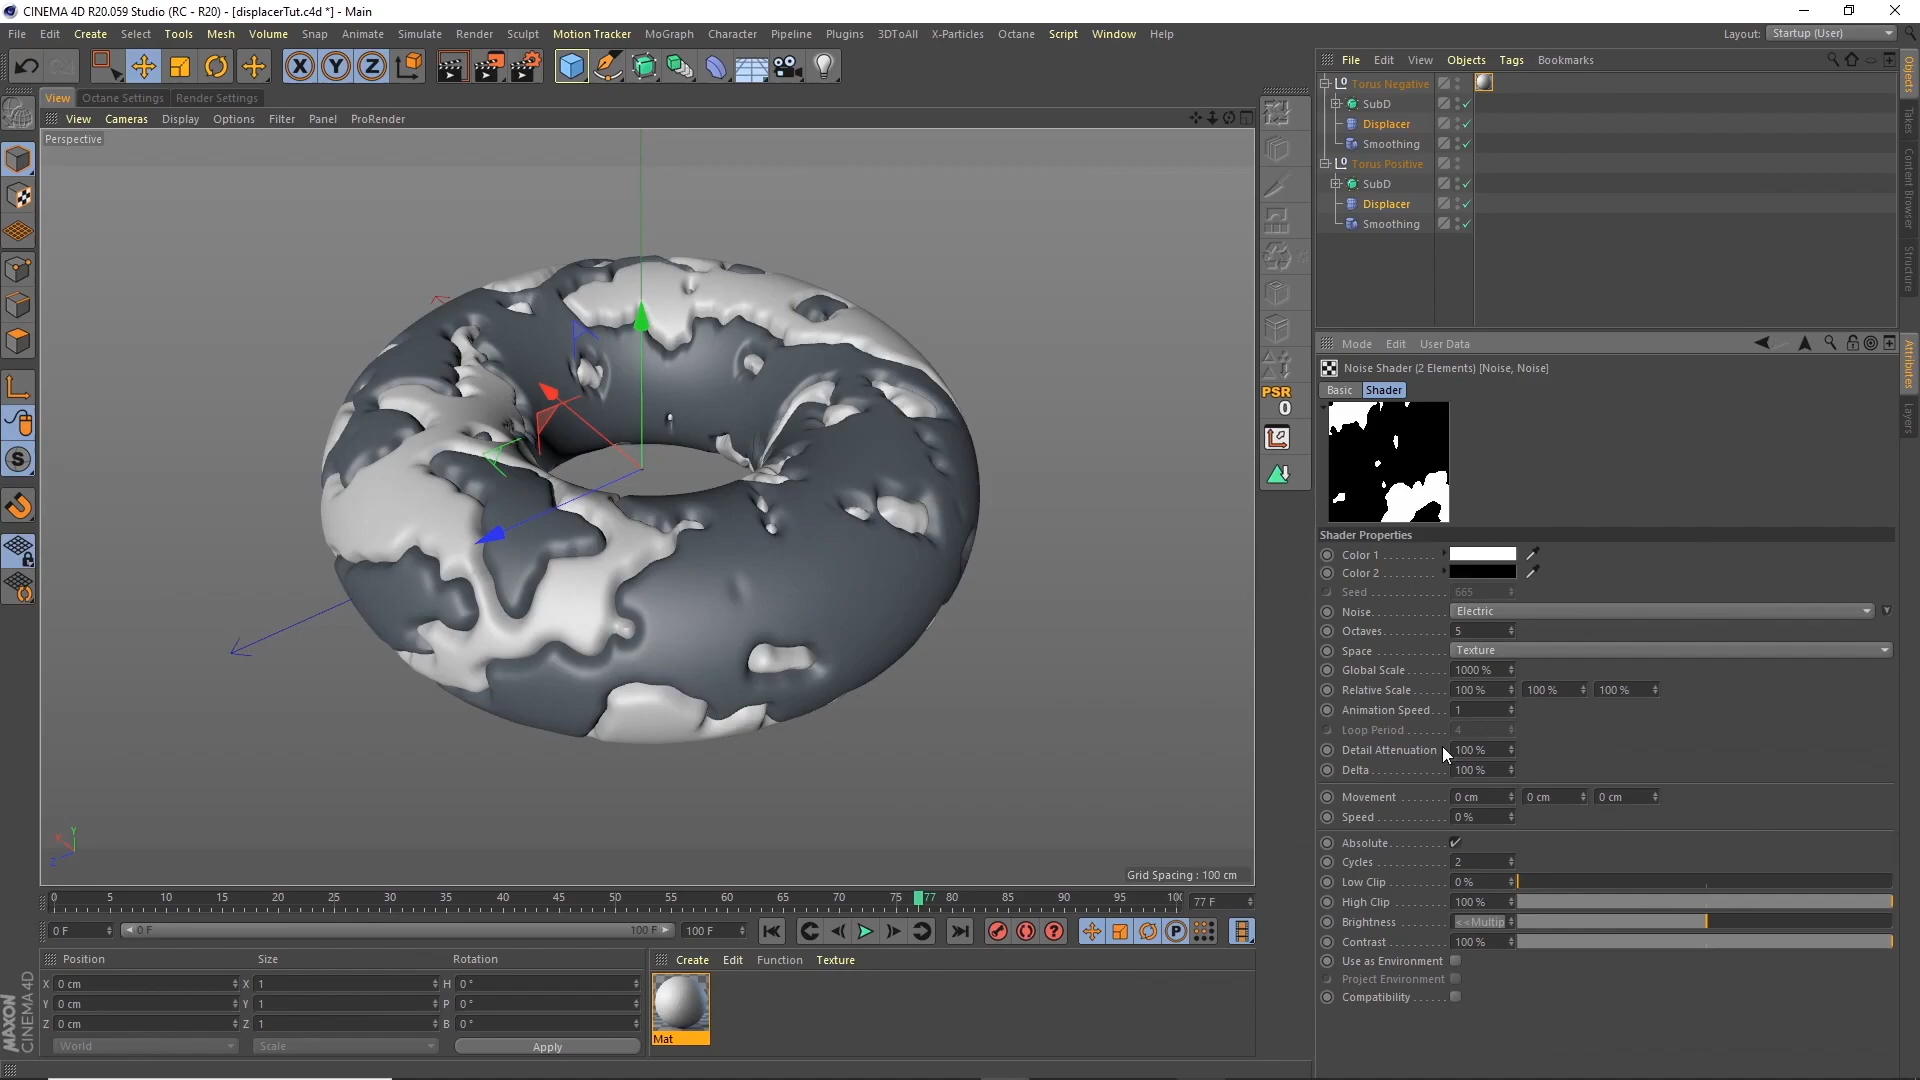 CINEMA 4D R20.059 Studio (RC - R20) - [displacerTut.c4d *] - Main
File Edit Create Select Tools Mesh Volume Snap Animate Simulate Render Sculpt Motion Tracker MoGraph Character Pipeline Plugins 3DToAll X-Particles Octane Script Window Help Layout: Startup (User)
View Octane Settings Render Settings
View Cameras Display Options Filter Panel ProRender
Perspective
Grid Spacing : 100 cm
0 5 10 15 20 25 30 35 40 45 50 55 60 65 70 75 77 80 85 90 95 100 77 F
0 F 0 F 100 F 100 F
Position Size Rotation
X 0 cm X 1 H 0 °
Y 0 cm Y 1 P 0 °
Z 0 cm Z 1 B 0 °
World Scale Apply
Create Edit Function Texture
Mat
MAXON
CINEMA 4D
PSR
0
File Edit View Objects Tags Bookmarks
Torus Negative
SubD
Displacer
Smoothing
Torus Positive
SubD
Displacer
Smoothing
Objects
Takes
Content Browser
Structure
Mode Edit User Data
Noise Shader (2 Elements) [Noise, Noise]
Basic Shader
Shader Properties
Color 1
Color 2
Seed 665
Noise Electric
Octaves 5
Space Texture
Global Scale 1000 %
Relative Scale 100 % 100 % 100 %
Animation Speed 1
Loop Period 4
Detail Attenuation 100 %
Delta 100 %
Movement 0 cm 0 cm 0 cm
Speed 0 %
Absolute
Cycles 2
Low Clip 0 %
High Clip 100 %
Brightness <<Multip
Contrast 100 %
Use as Environment
Project Environment
Compatibility
Attributes
Layers